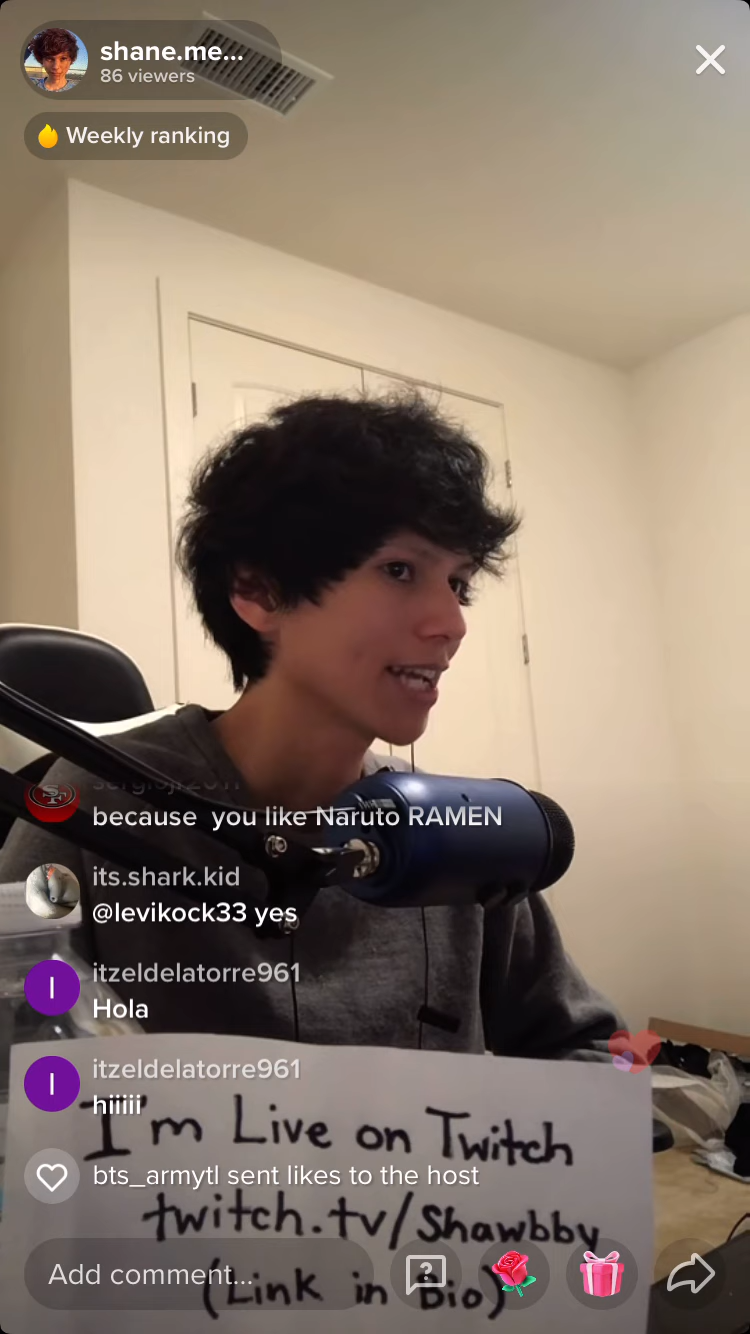 shane.me...
86 viewers
Weekly ranking
because you like Naruto RAMEN
its.shark.kid
@levikock33 yes
itzeldelatorre961
Hola
itzeldelatorre961
hiiiii
I'm Live on Twitch
bts_armytl sent likes to the host
twitch.tv/Shawbby
Add comment...
(Link in Bio)